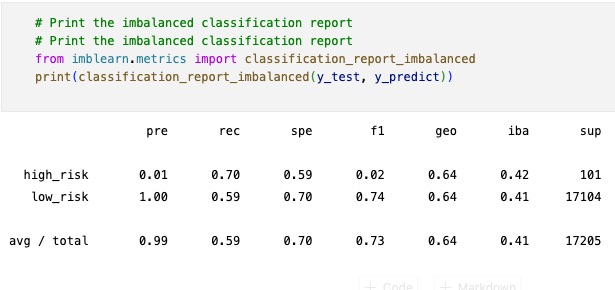 # Print the imbalanced classification report
# Print the imbalanced classification report
from imblearn.metrics import classification_report_imbalanced
print(classification_report_imbalanced(y_test, y_predict))
pre rec spe f1 geo iba sup
high_risk 0.01 0.70 0.59 0.02 0.64 0.42 101
low_risk 1.00 0.59 0.70 0.74 0.64 0.41 17104
avg / total 0.99 0.59 0.70 0.73 0.64 0.41 17205
+ Code + Markdown